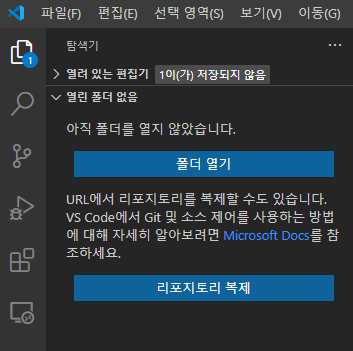 파일(F) 편집(E) 선택 영역(S) 보기(V) 이동(G)
탐색기
열려 있는 편집기 1이(가) 저장되지 않음
1
열린 폴더 없음
아직 폴더를 열지 않았습니다.
폴더 열기
URL에서 리포지토리를 복제할 수도 있습니다.
VS Code에서 Git 및 소스 제어를 사용하는 방법
에 대해 자세히 알아보려면 Microsoft Docs를 참
조하세요.
리포지토리 복제